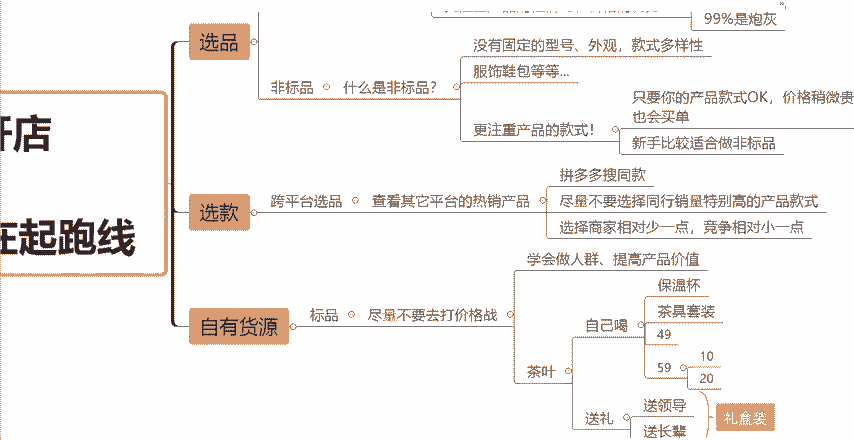 99%是炮灰
选品
没有固定的型号、外观，款式多样性
服饰鞋包等等...
非标品
什么是非标品？
只要你的产品款式OK，价格稍微贵
也会买单
更注重产品的款式！
新手比较适合做非标品
开店
在起跑线
选款
跨平台选品
查看其它平台的热销产品
拼多多搜同款
尽量不要选择同行销量特别高的产品款式
选择商家相对少一点，竞争相对小一点
自有货源
标品
尽量不要去打价格战
学会做人群、提高产品价值
茶叶
自己喝
保温杯
茶具套装
49
59
10
20
送礼
送领导
送长辈
礼盒装